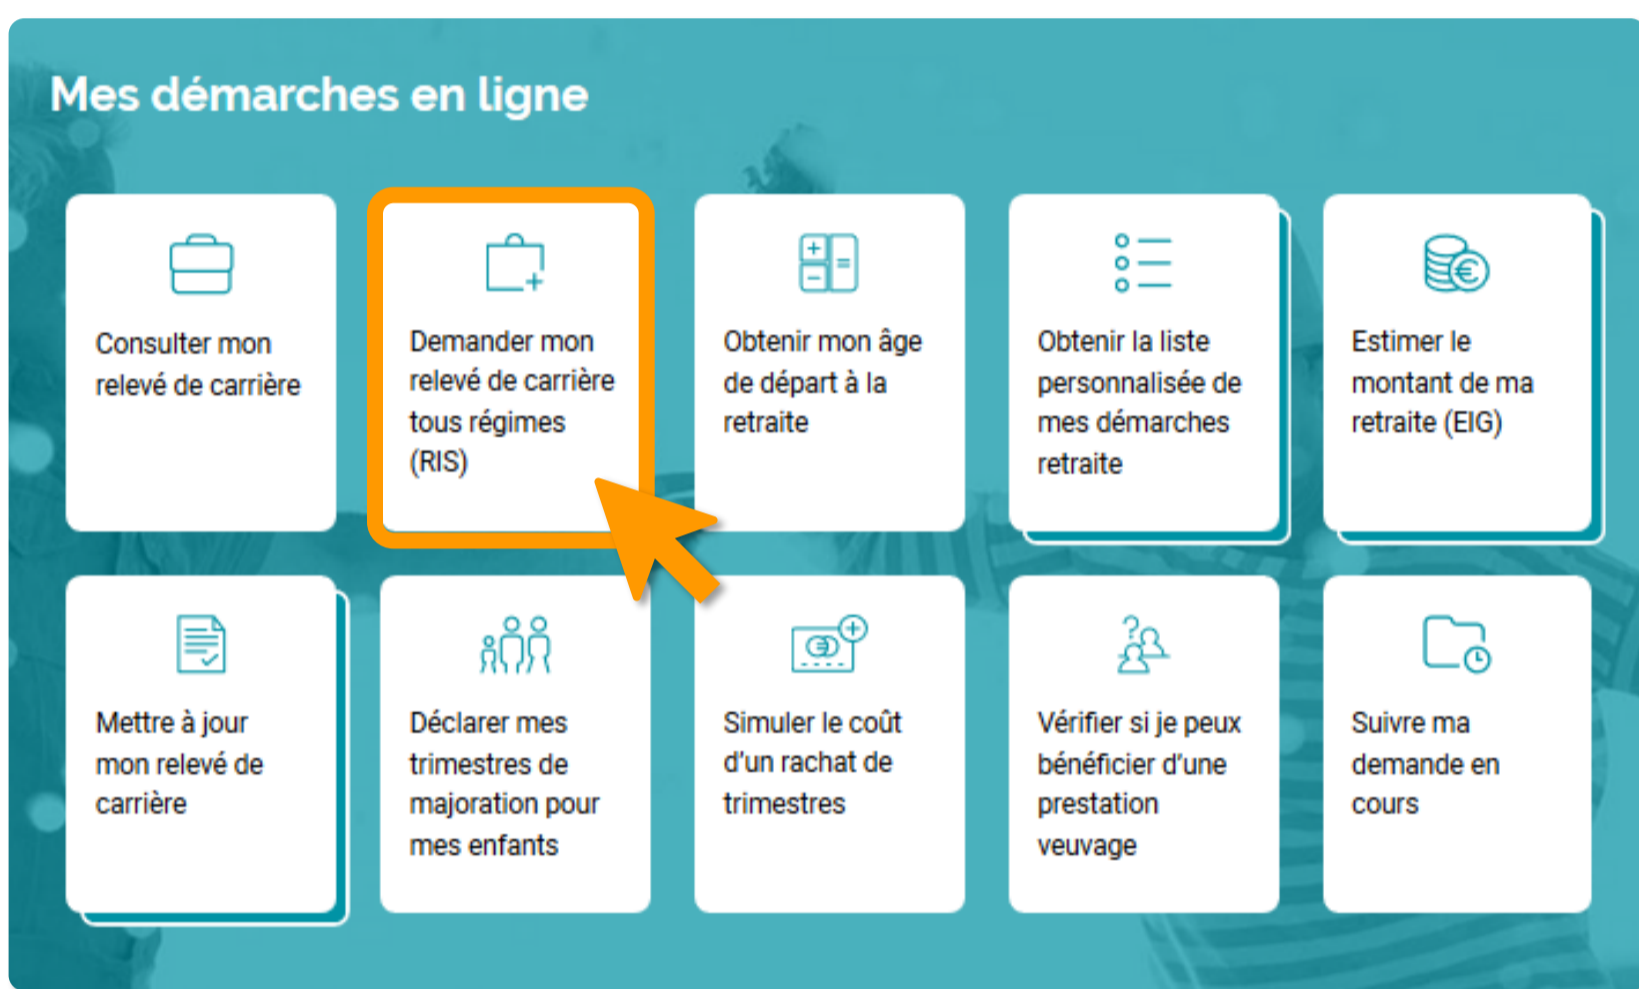 Mes démarches en ligne
Consulter mon
relevé de carrière
Demander mon
relevé de carrière
tous régimes
(RIS)
Obtenir mon âge
de départ à la
retraite
Obtenir la liste
personnalisée de
mes démarches
retraite
Estimer le
montant de ma
retraite (EIG)
Mettre à jour
mon relevé de
carrière
Déclarer mes
trimestres de
majoration pour
mes enfants
Simuler le coût
d'un rachat de
trimestres
Vérifier si je peux
bénéficier d'une
prestation
veuvage
Suivre ma
demande en
cours